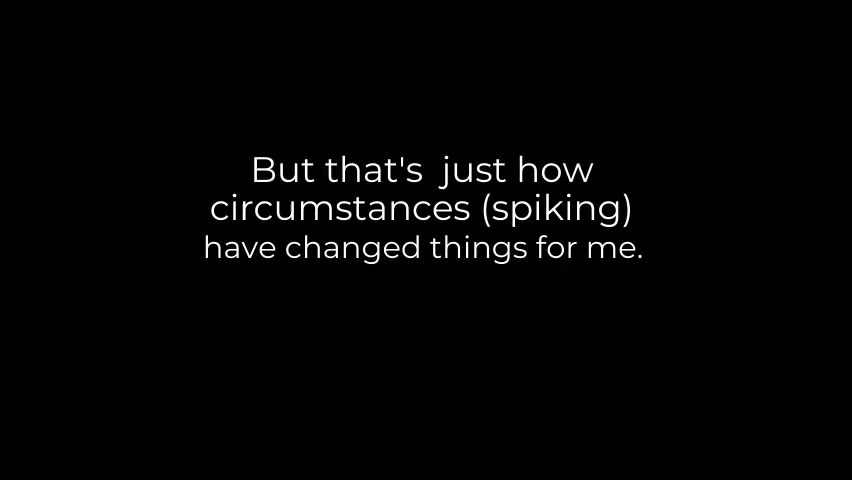 But that's  just how
circumstances (spiking)
have changed things for me.